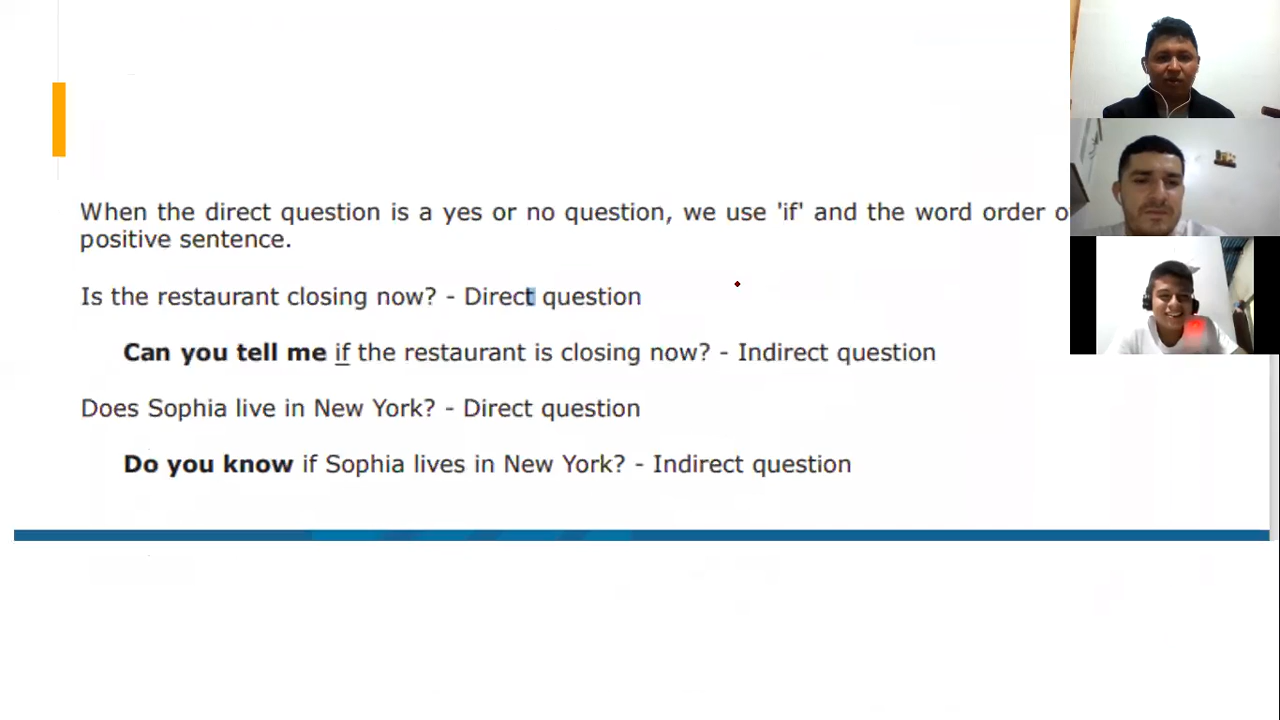 When the direct question is a yes or no question, we use 'if' and the word order
positive sentence.
Is the restaurant closing now? - Direct question
Can you tell me if the restaurant is closing now? - Indirect question
Does Sophia live in New York? - Direct question
Do you know if Sophia lives in New York? - Indirect question